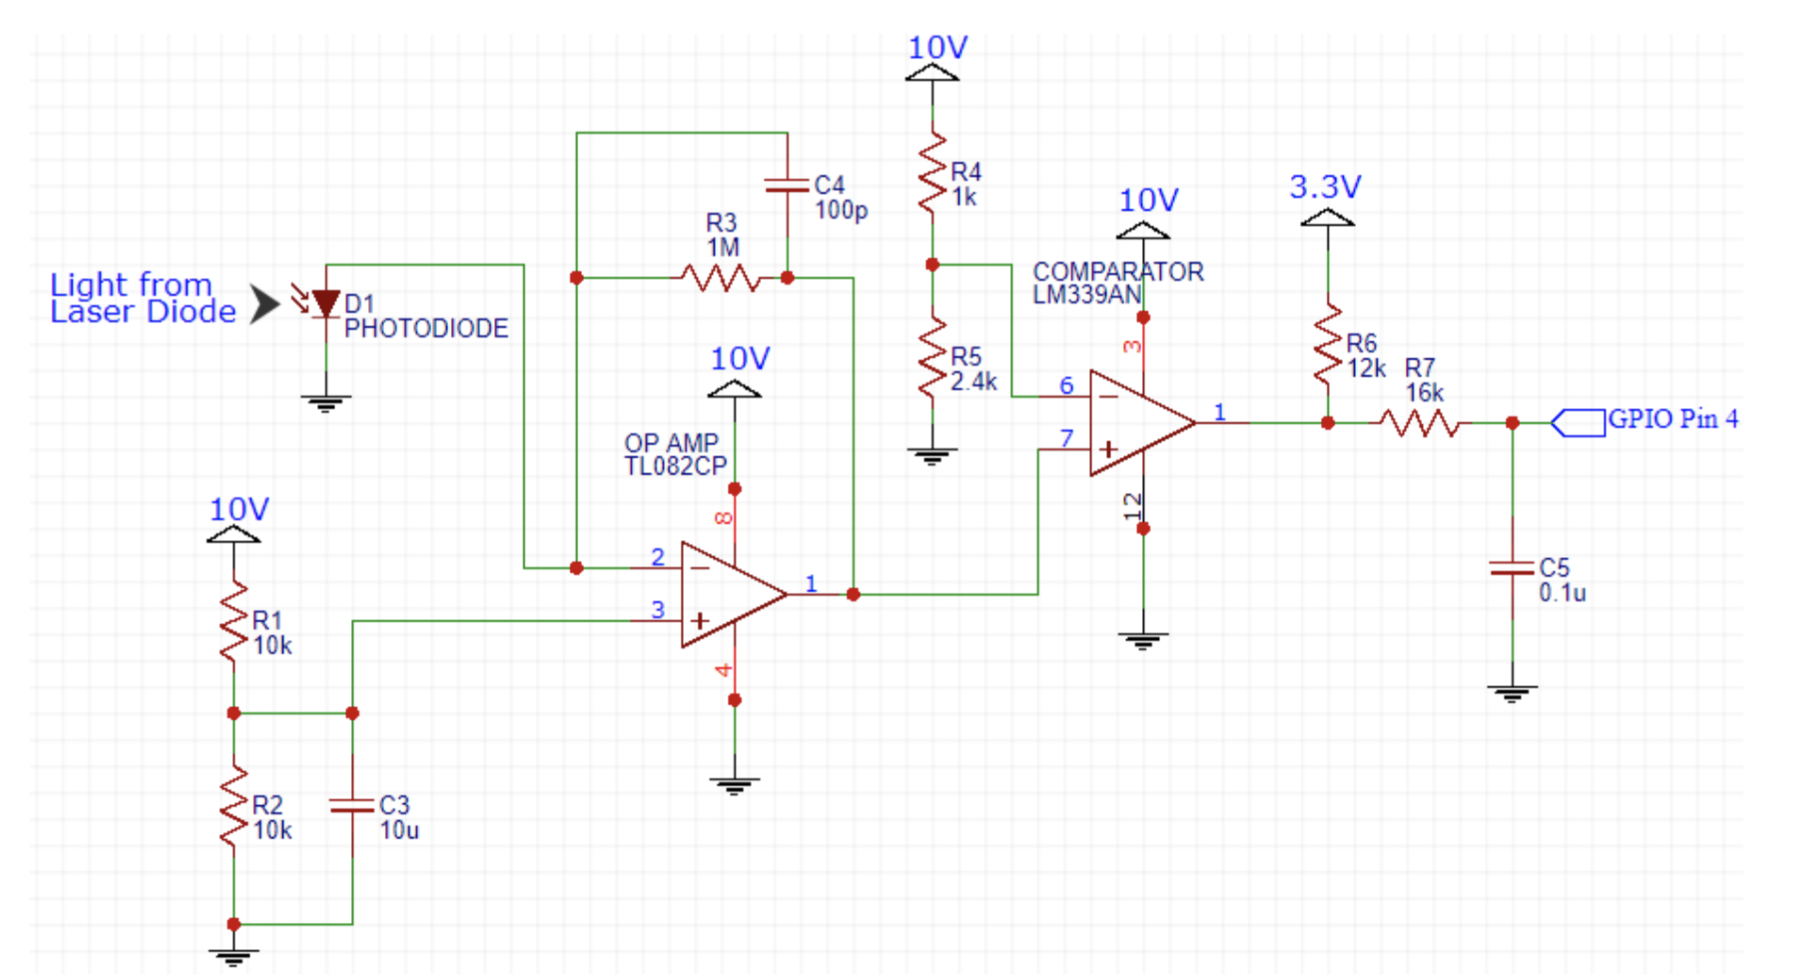 10V
R4
1k
10V
3.3V
C4
100p
R3
1M
Light from
Laser Diode
D1
PHOTODIODE
COMPARATOR
LM339AN
3
R6
12k
R7
16k
10V
R5
2.4k
6
7
1
GPIO Pin 4
OP AMP
TL082CP
8
12
10V
2
3
1
4
C5
0.1u
R1
10k
R2
10k
C3
10u